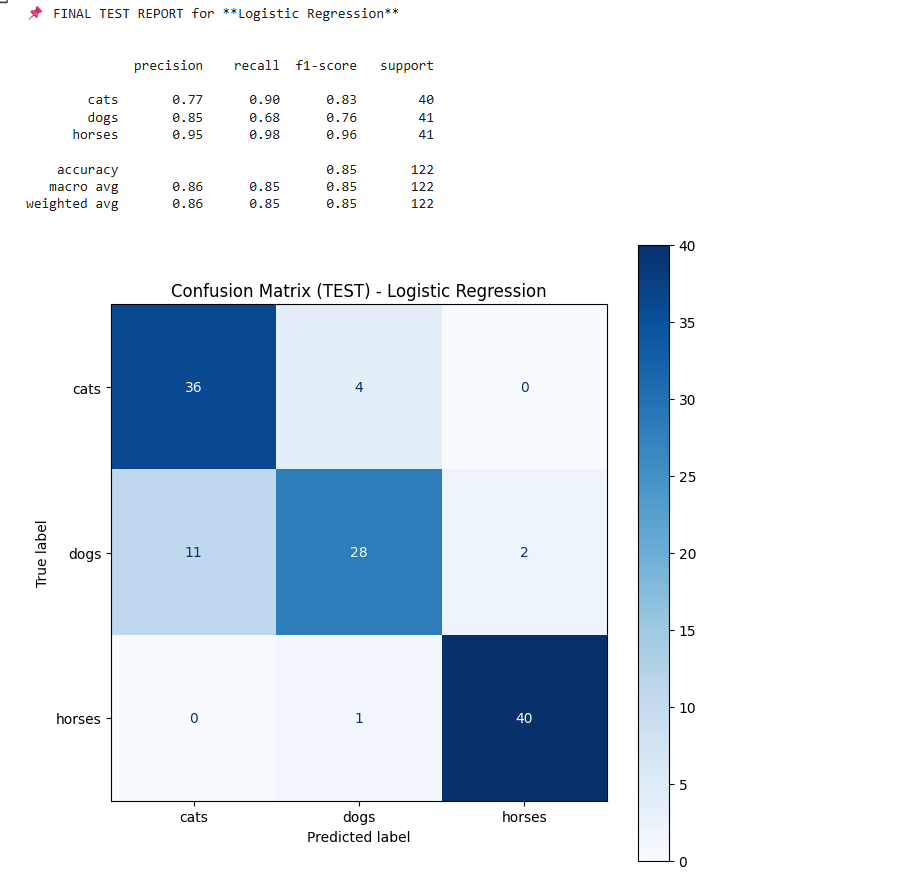 📌 FINAL TEST REPORT for **Logistic Regression**
precision recall f1-score support
cats 0.77 0.90 0.83 40
dogs 0.85 0.68 0.76 41
horses 0.95 0.98 0.96 41
accuracy 0.85 122
macro avg 0.86 0.85 0.85 122
weighted avg 0.86 0.85 0.85 122
Confusion Matrix (TEST) - Logistic Regression
cats 36 4 0
dogs 11 28 2
horses 0 1 40
cats dogs horses
True label
Predicted label
40
35
30
25
20
15
10
5
0